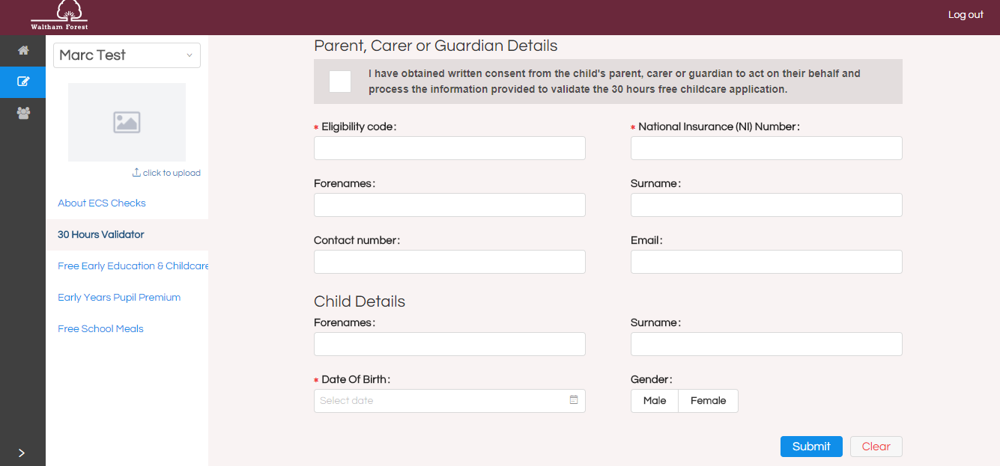 Waltham Forest
Log out
Marc Test
click to upload
About ECS Checks
30 Hours Validator
Free Early Education & Childcare
Early Years Pupil Premium
Free School Meals
Parent, Carer or Guardian Details
I have obtained written consent from the child's parent, carer or guardian to act on their behalf and
process the information provided to validate the 30 hours free childcare application.
* Eligibility code:
* National Insurance (NI) Number:
Forenames:
Surname:
Contact number:
Email:
Child Details
Forenames:
Surname:
* Date Of Birth:
Gender:
Select date
Male
Female
Submit
Clear